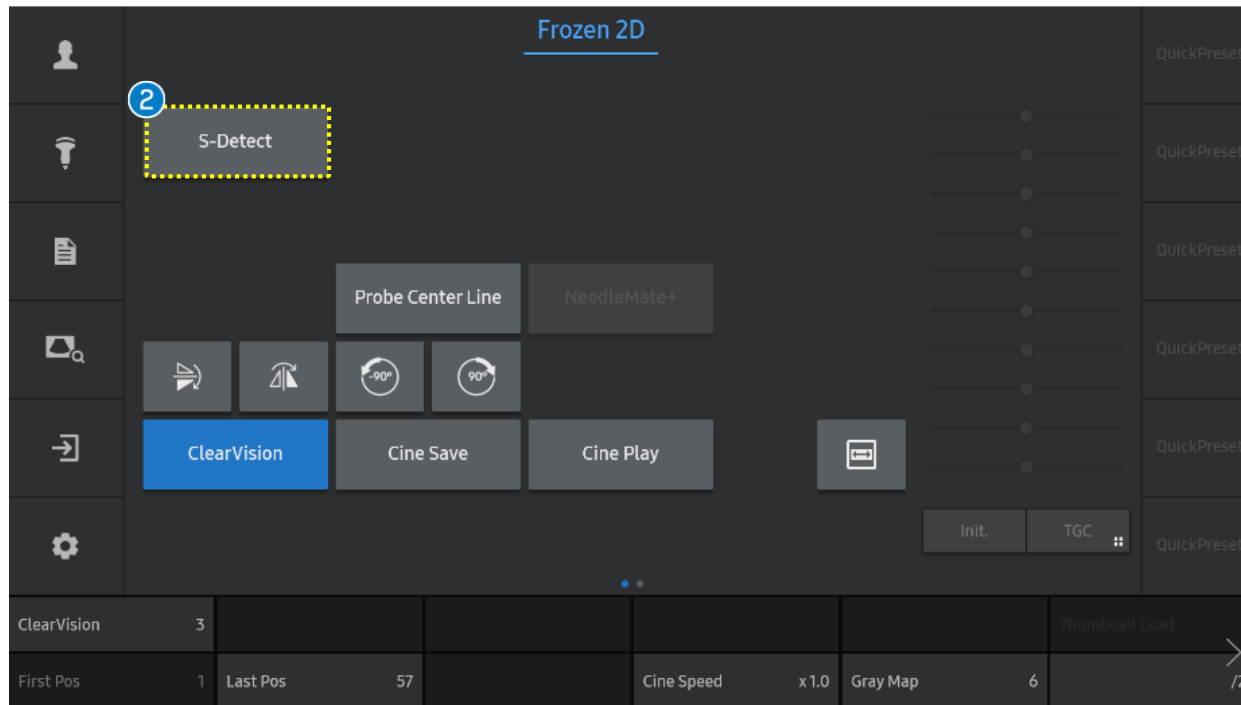 Frozen 2D
QuickPreset
2
S-Detect
QuickPreset
QuickPreset
Probe Center Line
NeedleMate+
QuickPreset
-90°
90°
ClearVision
Cine Save
Cine Play
QuickPreset
Init.
TGC
QuickPreset
ClearVision 3
Thumbnail Load
First Pos 1
Last Pos 57
Cine Speed x1.0
Gray Map 6